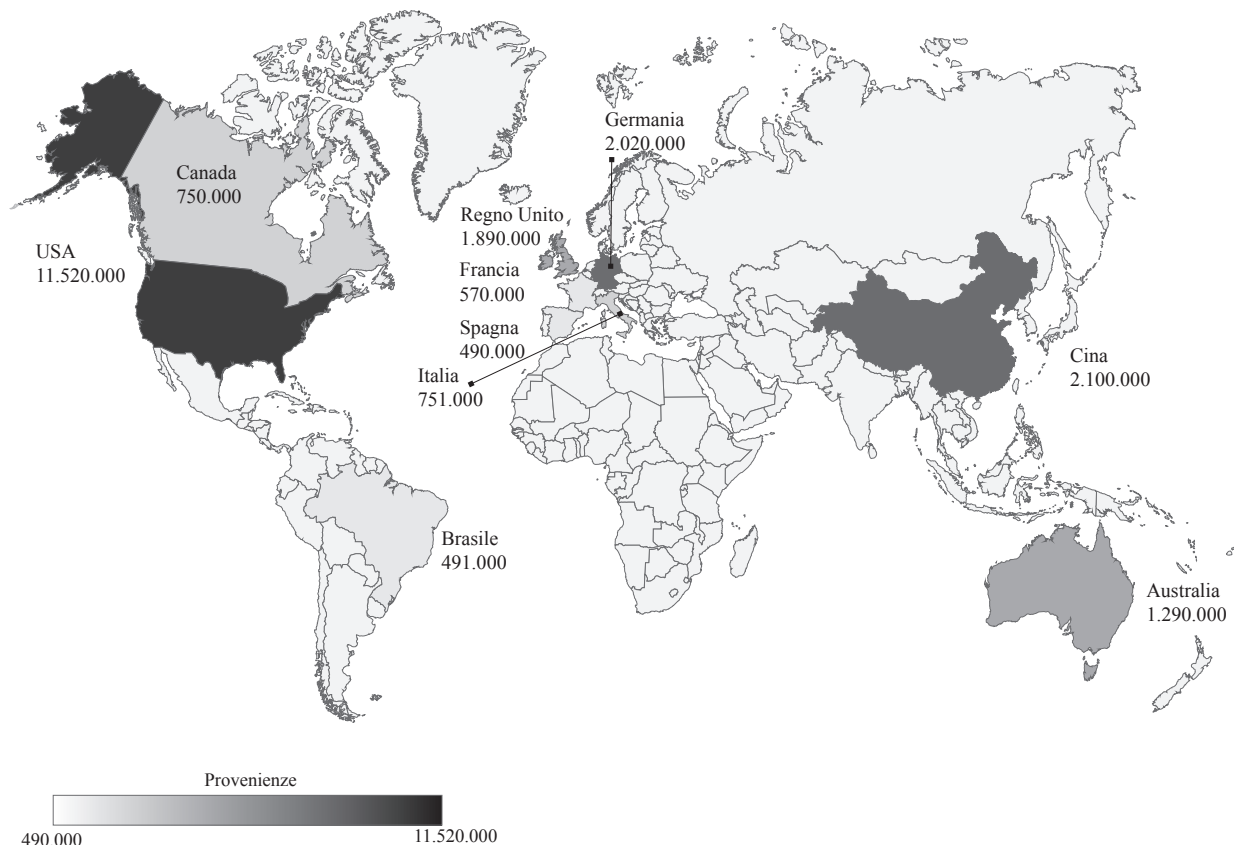 Germania
2.020.000
Canada
750.000
Regno Unito
1.890.000
USA
11.520.000
Francia
570.000
Spagna
490.000
Italia
751.000
Cina
2.100.000
Brasile
491.000
Australia
1.290.000
Provenienze
490.000
11.520.000